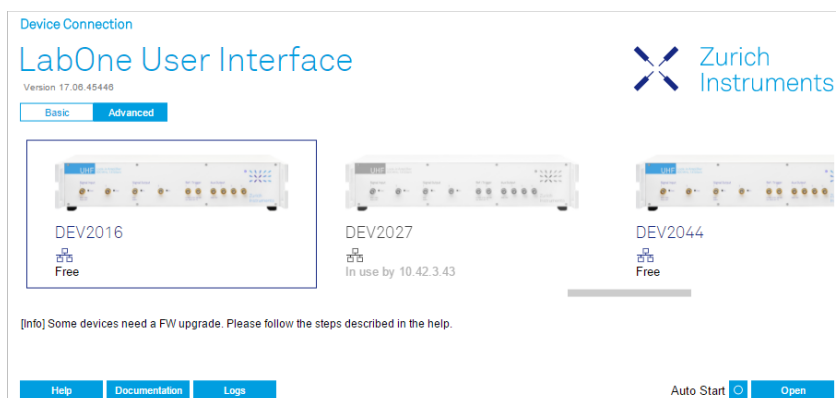 Device Connection
LabOne User Interface
Version 17.06.45446
Zurich
Instruments
Basic
Advanced
UHF
UHF
UHF
DEV2016
DEV2027
DEV2044
Free
In use by 10.42.3.43
Free
[Info] Some devices need a FW upgrade. Please follow the steps described in the help.
Help
Documentation
Logs
Auto Start
Open